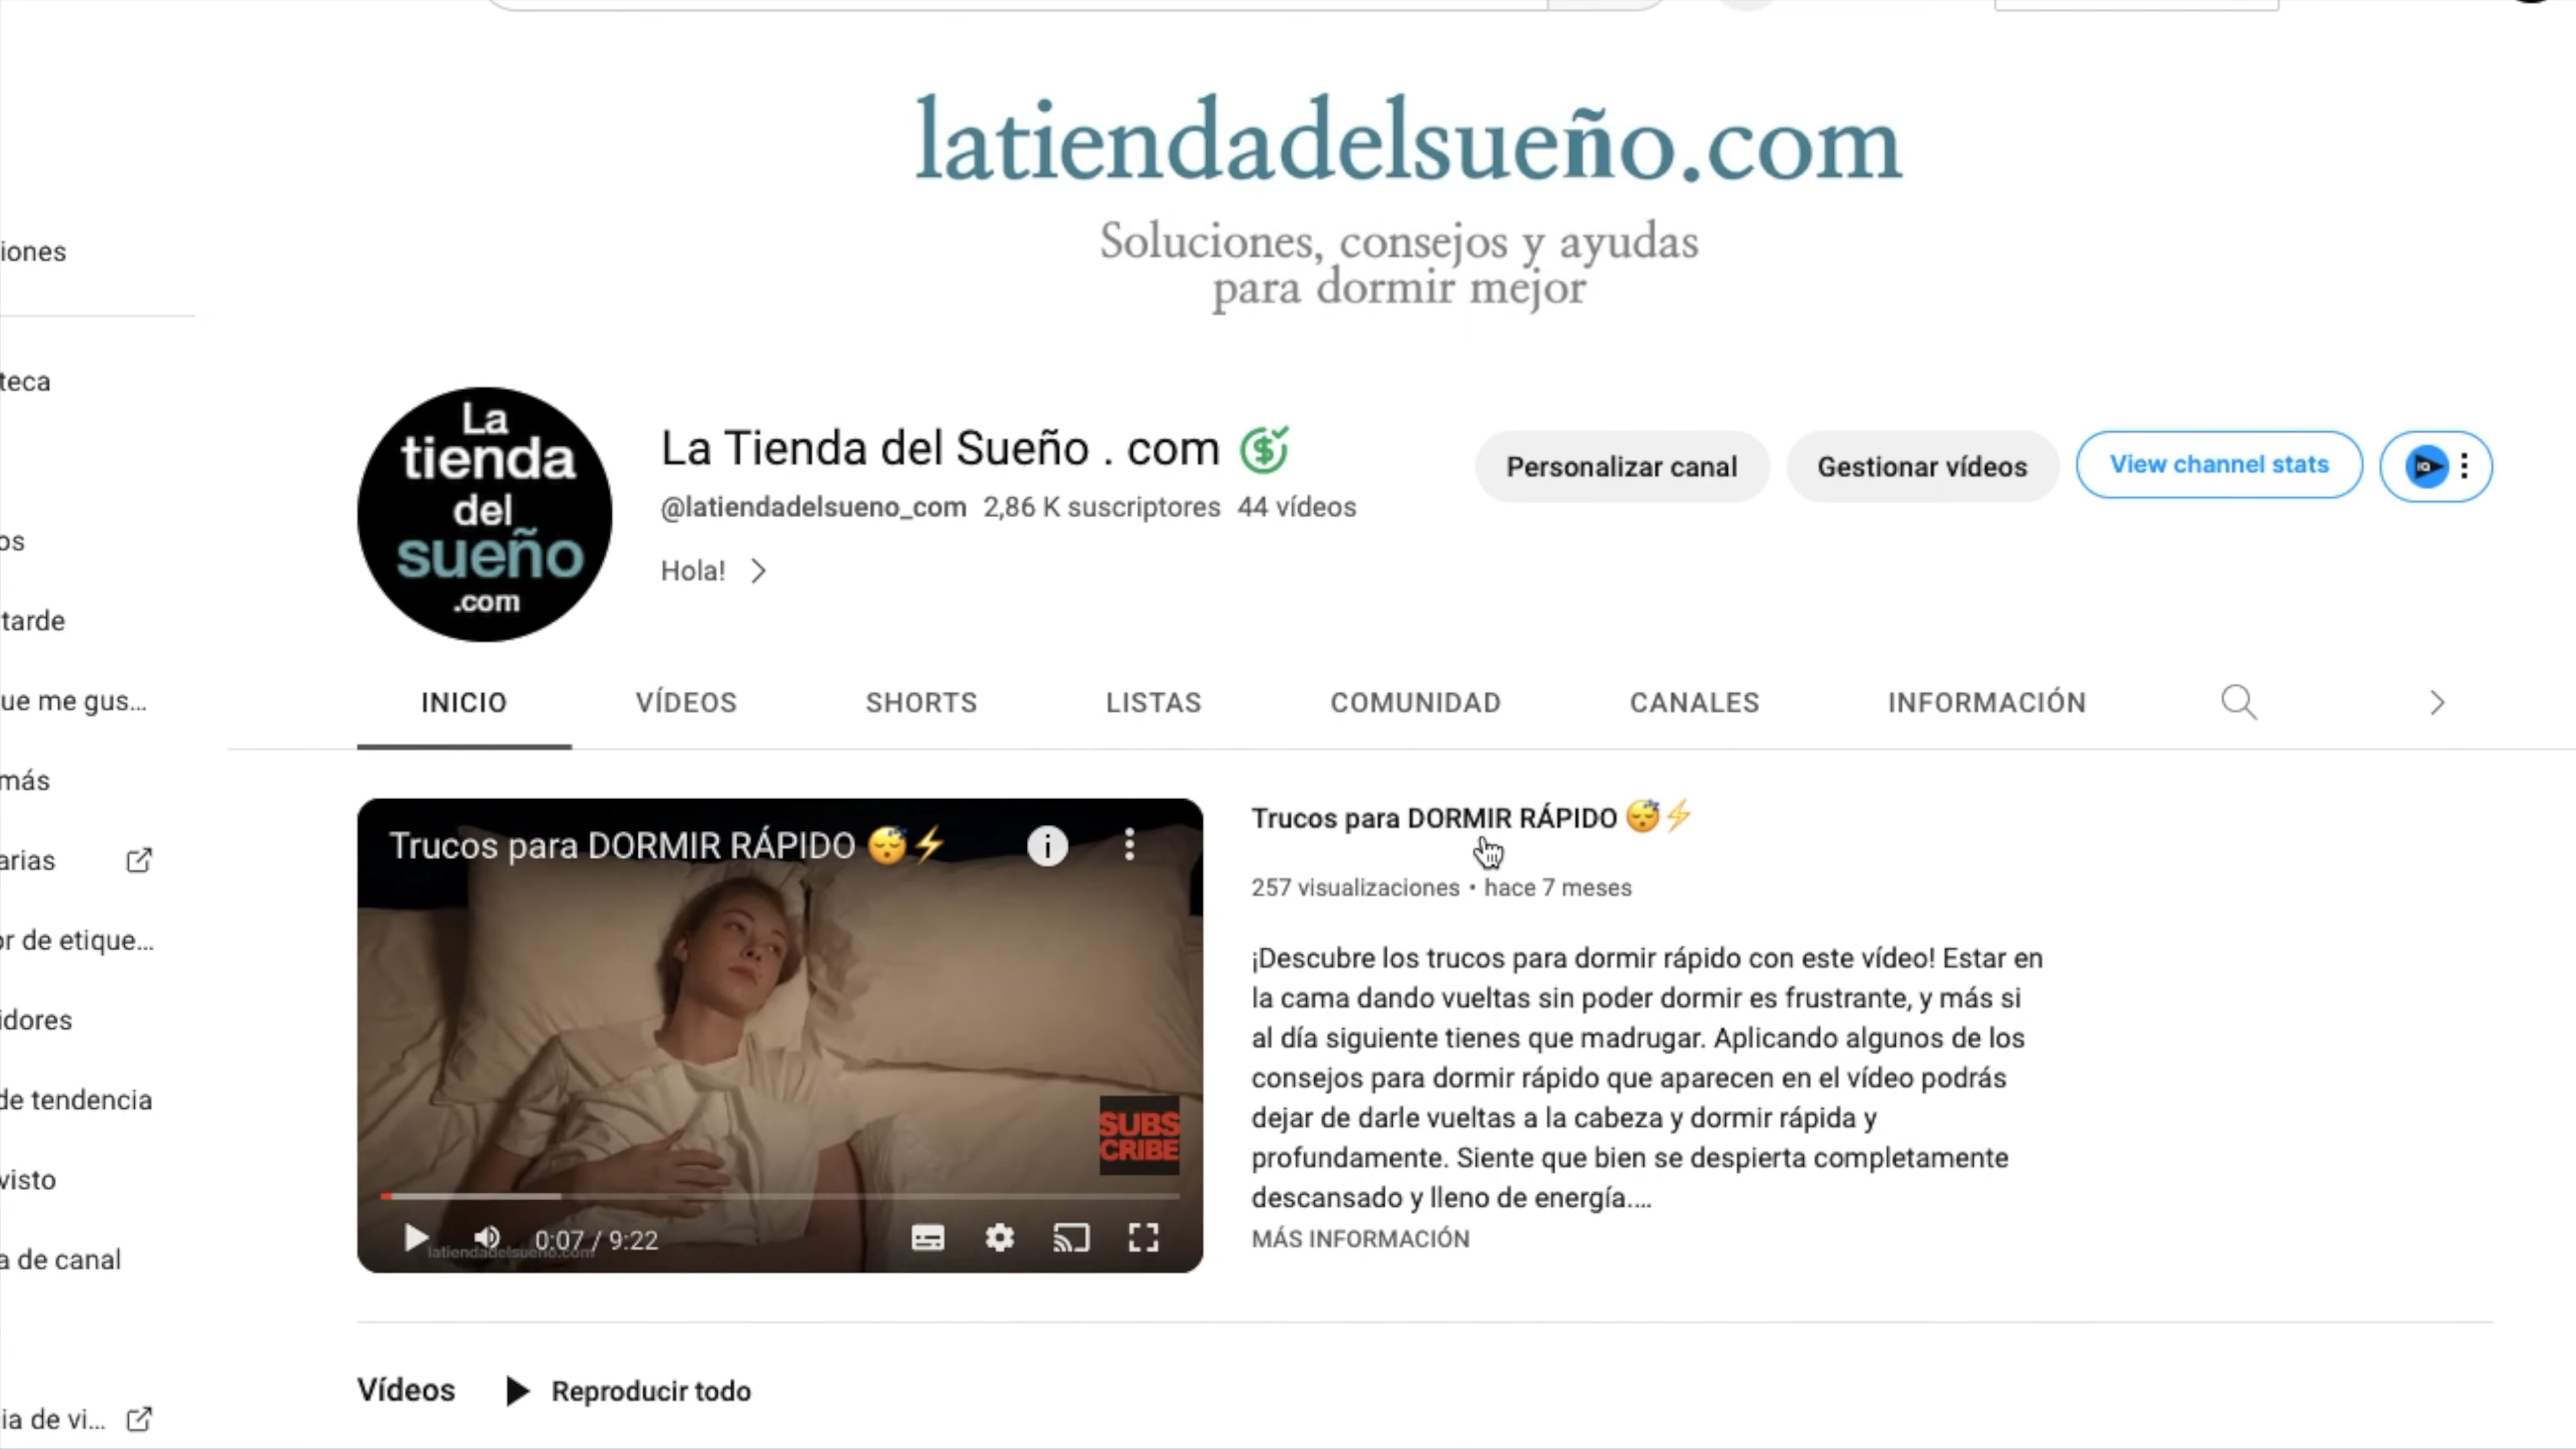 latiendadelsueño.com
Soluciones, consejos y ayudas
para dormir mejor
iones
teca
os
tarde
ue me gus...
más
arias
or de etique...
idores
de tendencia
visto
a de canal
ia de vi...
La
tienda
del
sueño
.com
La Tienda del Sueño . com
@latiendadelsueno_com 2,86 K suscriptores 44 vídeos
Hola!
Personalizar canal Gestionar vídeos View channel stats
IQ
INICIO VÍDEOS SHORTS LISTAS COMUNIDAD CANALES INFORMACIÓN
Trucos para DORMIR RÁPIDO 😴⚡
SUBS
CRIBE
0:07 / 9:22
latiendadelsueño.com
Trucos para DORMIR RÁPIDO 😴⚡
257 visualizaciones • hace 7 meses
¡Descubre los trucos para dormir rápido con este vídeo! Estar en
la cama dando vueltas sin poder dormir es frustrante, y más si
al día siguiente tienes que madrugar. Aplicando algunos de los
consejos para dormir rápido que aparecen en el vídeo podrás
dejar de darle vueltas a la cabeza y dormir rápida y
profundamente. Siente que bien se despierta completamente
descansado y lleno de energía....
MÁS INFORMACIÓN
Vídeos Reproducir todo